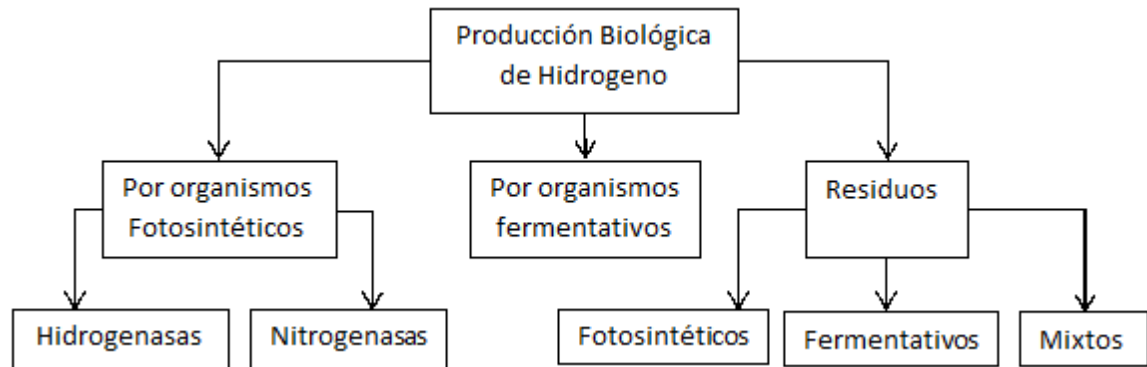 Producción Biológica
de Hidrogeno
Por organismos
Fotosintéticos
Por organismos
fermentativos
Residuos
Hidrogenasas
Nitrogenasas
Fotosintéticos
Fermentativos
Mixtos